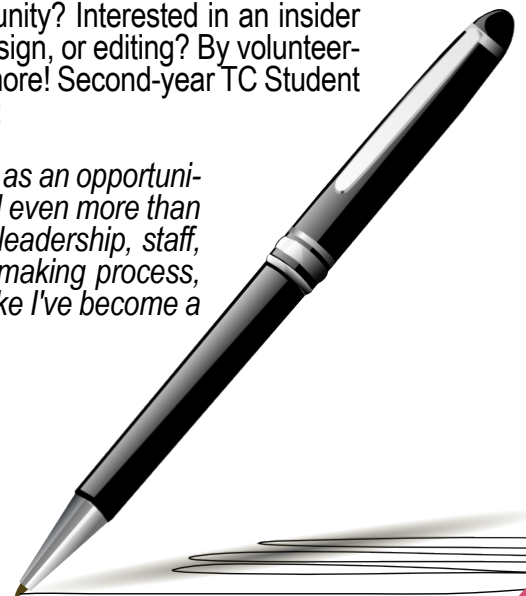 unity? Interested in an insider
sign, or editing? By volunteer-
nore! Second-year TC Student
as an opportuni-
even more than
leadership, staff,
making process,
ke I've become a